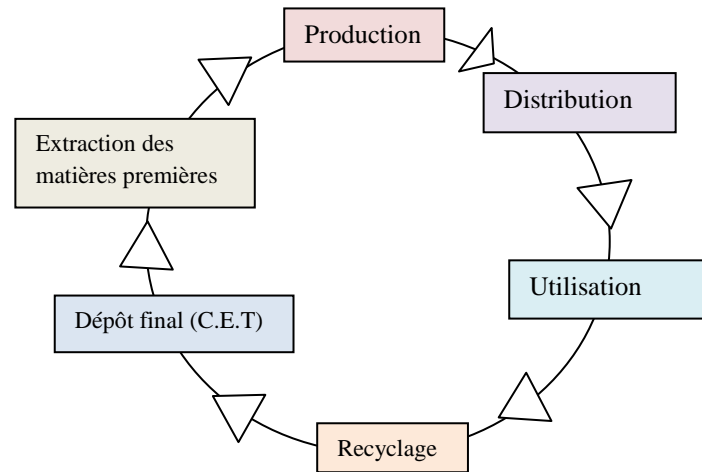 Production
Distribution
Extraction des
matières premières
Utilisation
Dépôt final (C.E.T)
Recyclage